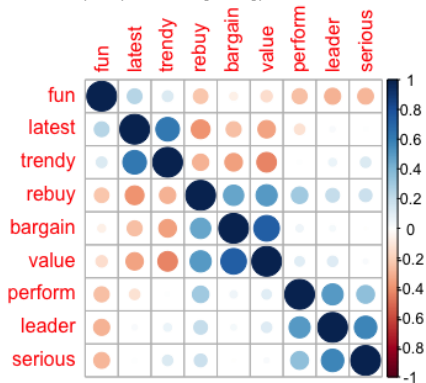 fun latest trendy rebuy bargain value perform leader serious
fun
latest
trendy
rebuy
bargain
value
perform
leader
serious
1
0.8
0.6
0.4
0.2
0
-0.2
-0.4
-0.6
-0.8
-1